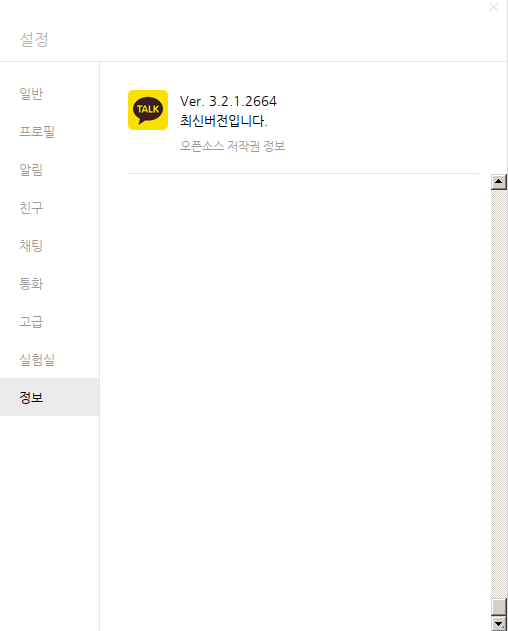 설정
일반
프로필
알림
친구
채팅
통화
고급
실험실
정보
TALK
Ver. 3.2.1.2664
최신버전입니다.
오픈소스 저작권 정보